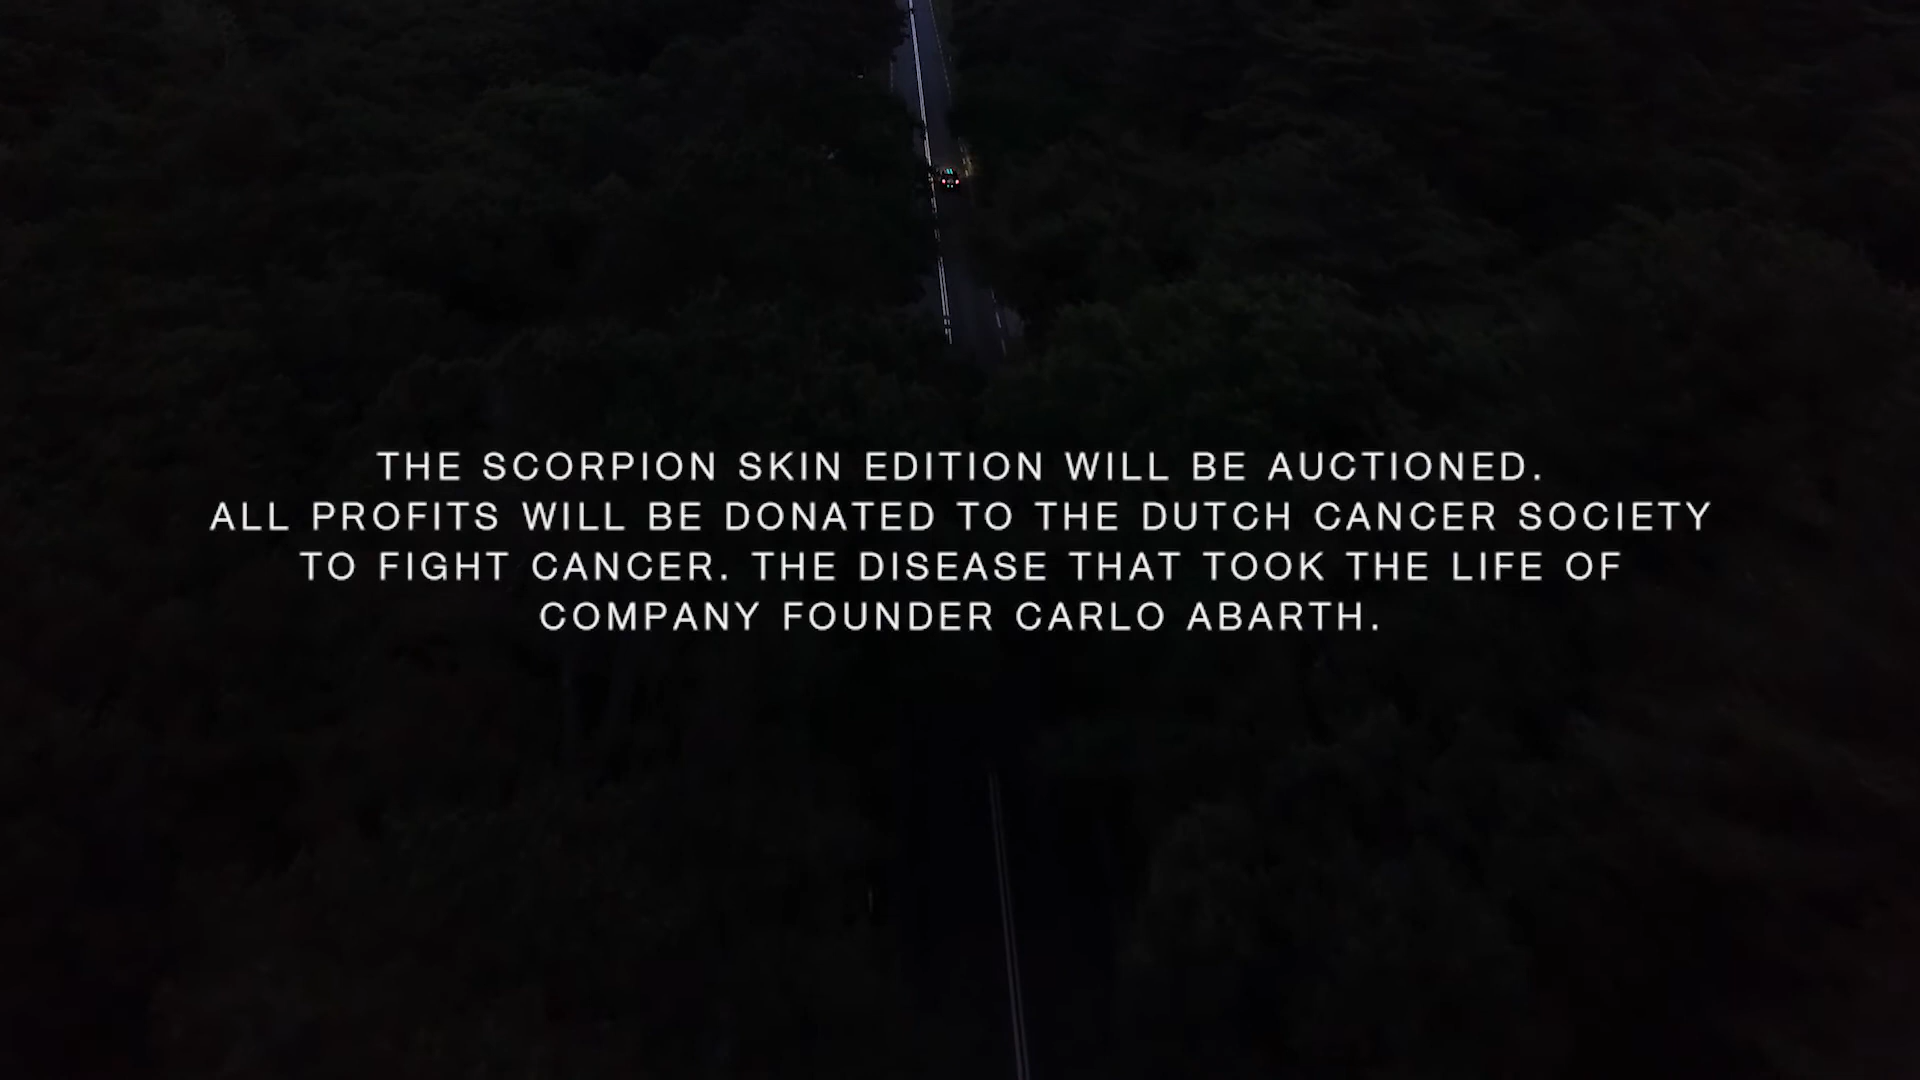 THE SCORPION SKIN EDITION WILL BE AUCTIONED.
ALL PROFITS WILL BE DONATED TO THE DUTCH CANCER SOCIETY
TO FIGHT CANCER. THE DISEASE THAT TOOK THE LIFE OF
COMPANY FOUNDER CARLO ABARTH.